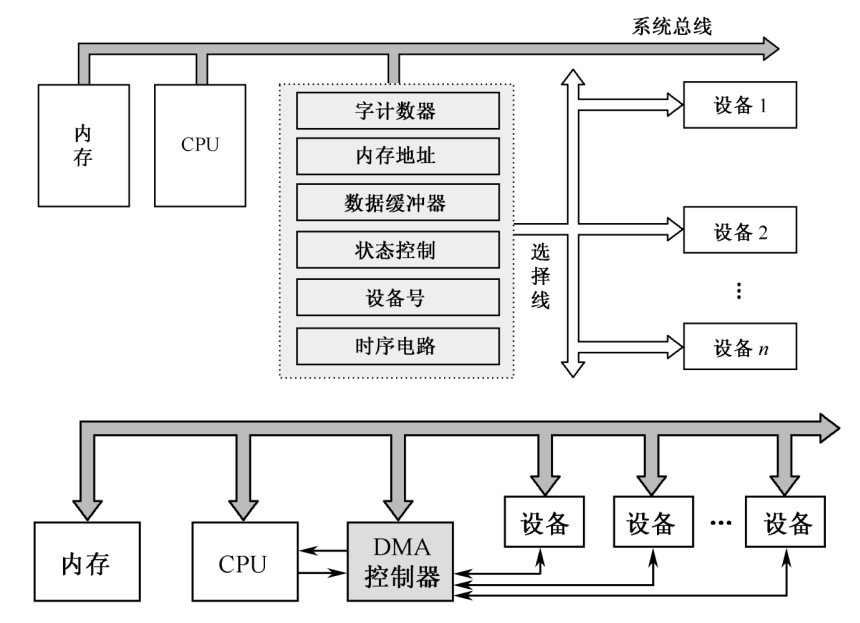 系统总线
内
存
CPU
字计数器
内存地址
数据缓冲器
状态控制
设备号
时序电路
选
择
线
设备 1
设备 2
⋮
设备 n
内存
CPU
DMA
控制器
设备
设备
…
设备